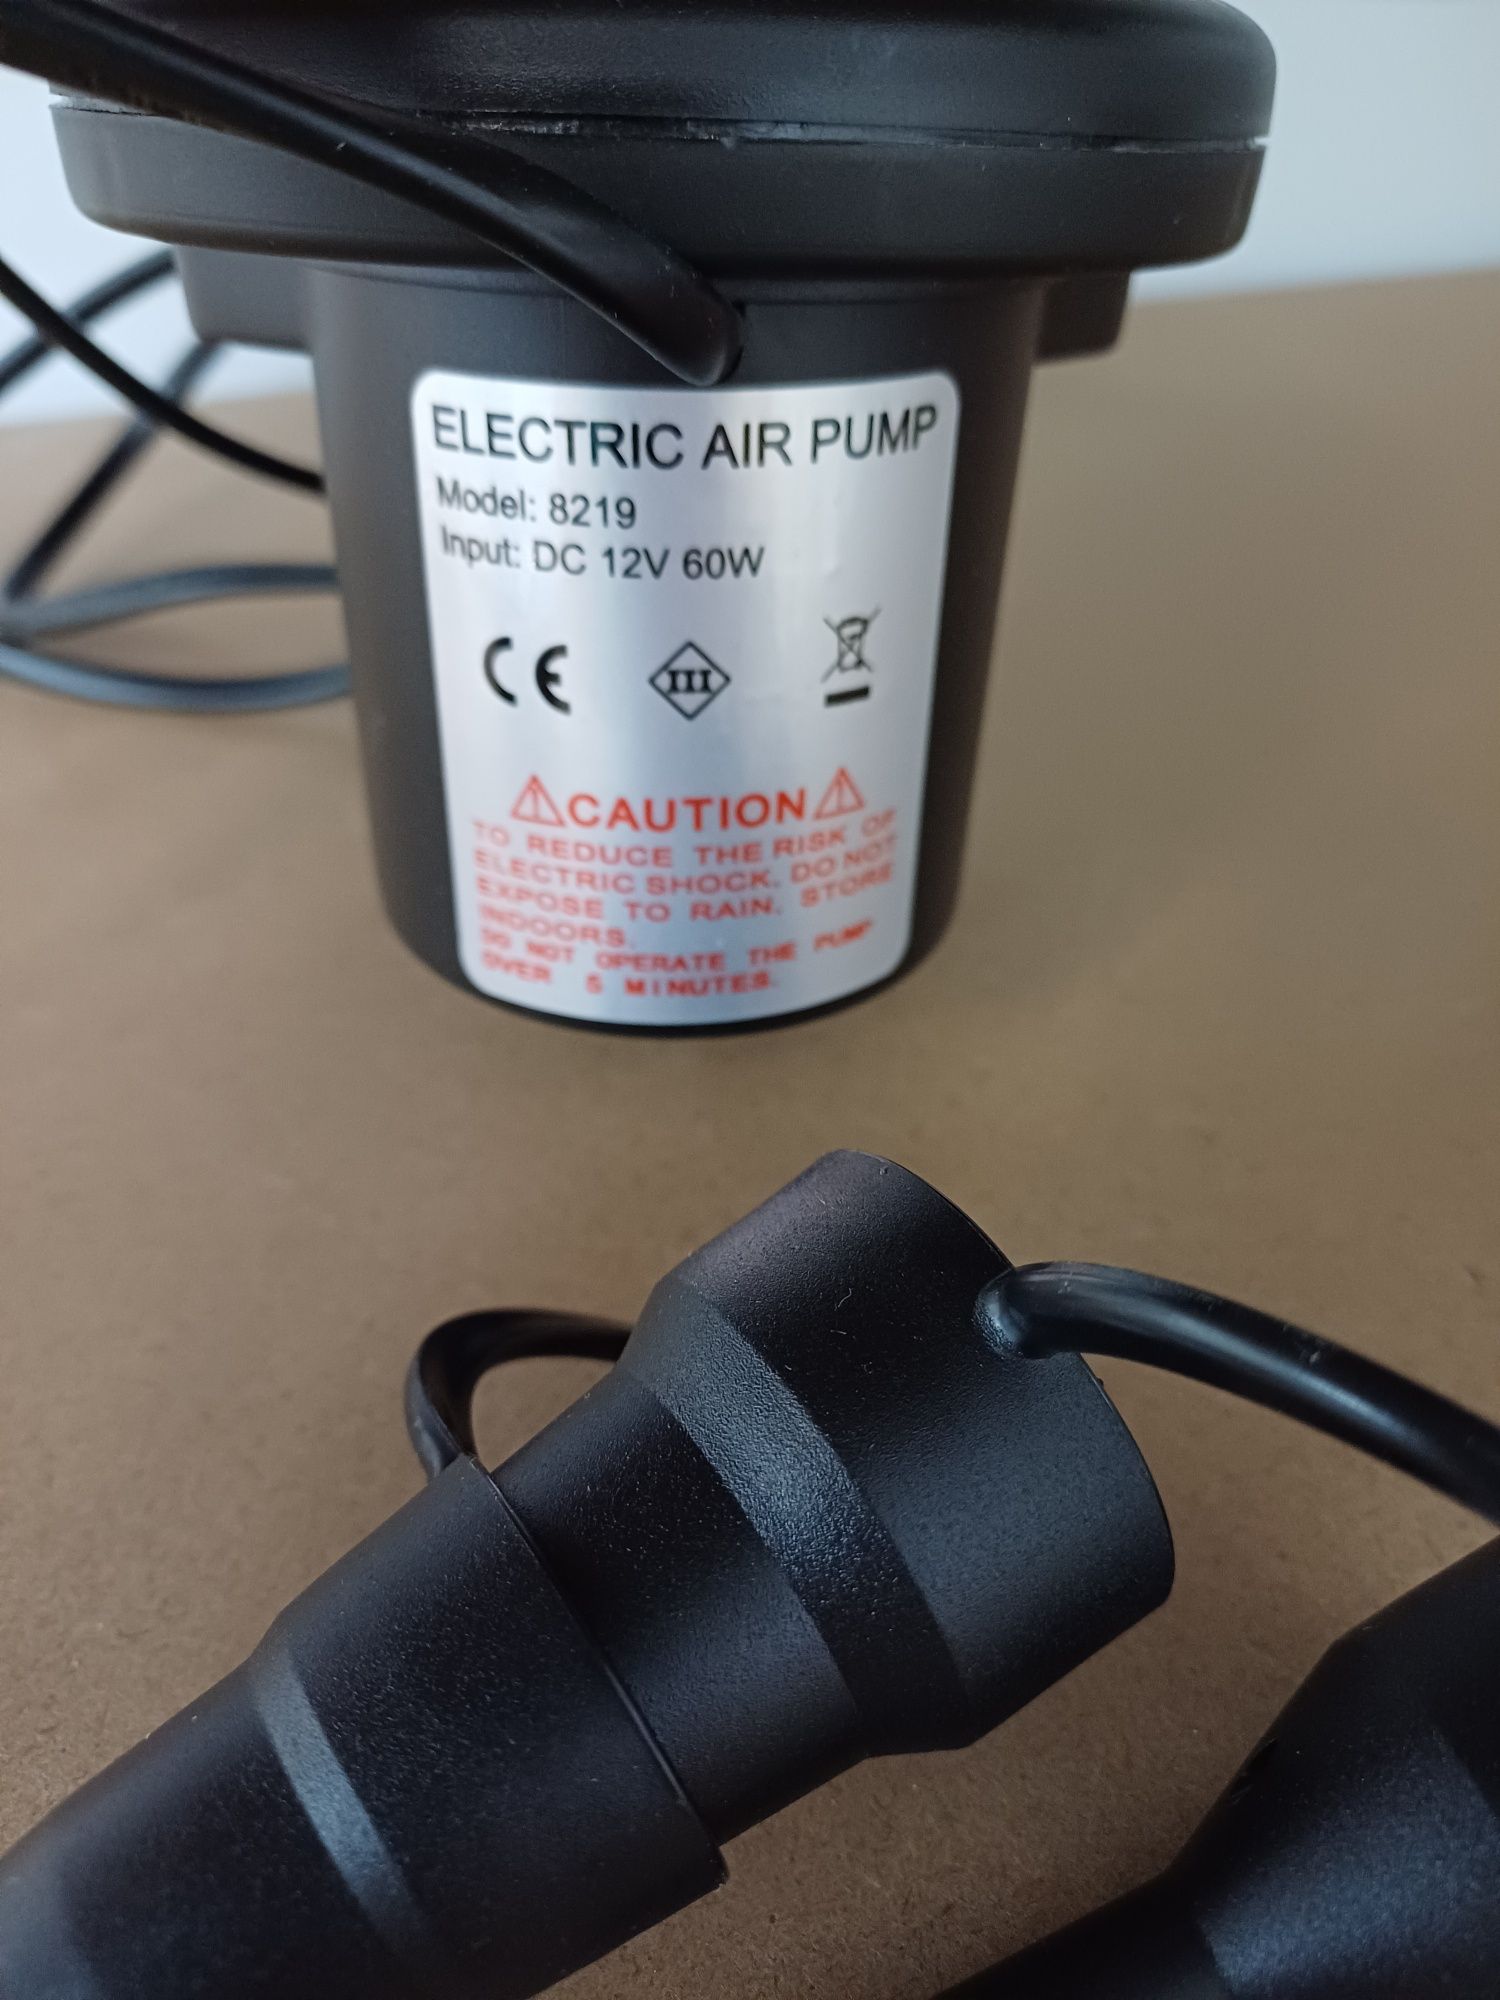 ELECTRIC AIR PUMP
Model: 8219
Input: DC 12V 60W
CE III
CAUTION
TO REDUCE THE RISK OF
ELECTRIC SHOCK, DO NOT
EXPOSE TO RAIN, STORE
INDOORS.
DO NOT OPERATE THE PUMP
OVER 5 MINUTES.